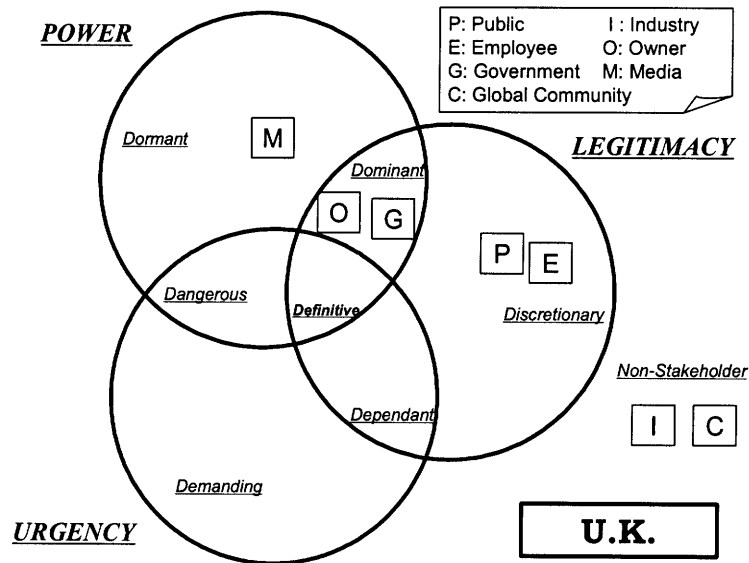 POWER
P: Public I : Industry
E: Employee O: Owner
G: Government M: Media
C: Global Community
Dormant
M
LEGITIMACY
Dominant
O G
P E
Dangerous
Definitive
Discretionary
Non-Stakeholder
I C
Dependant
Demanding
URGENCY
U.K.